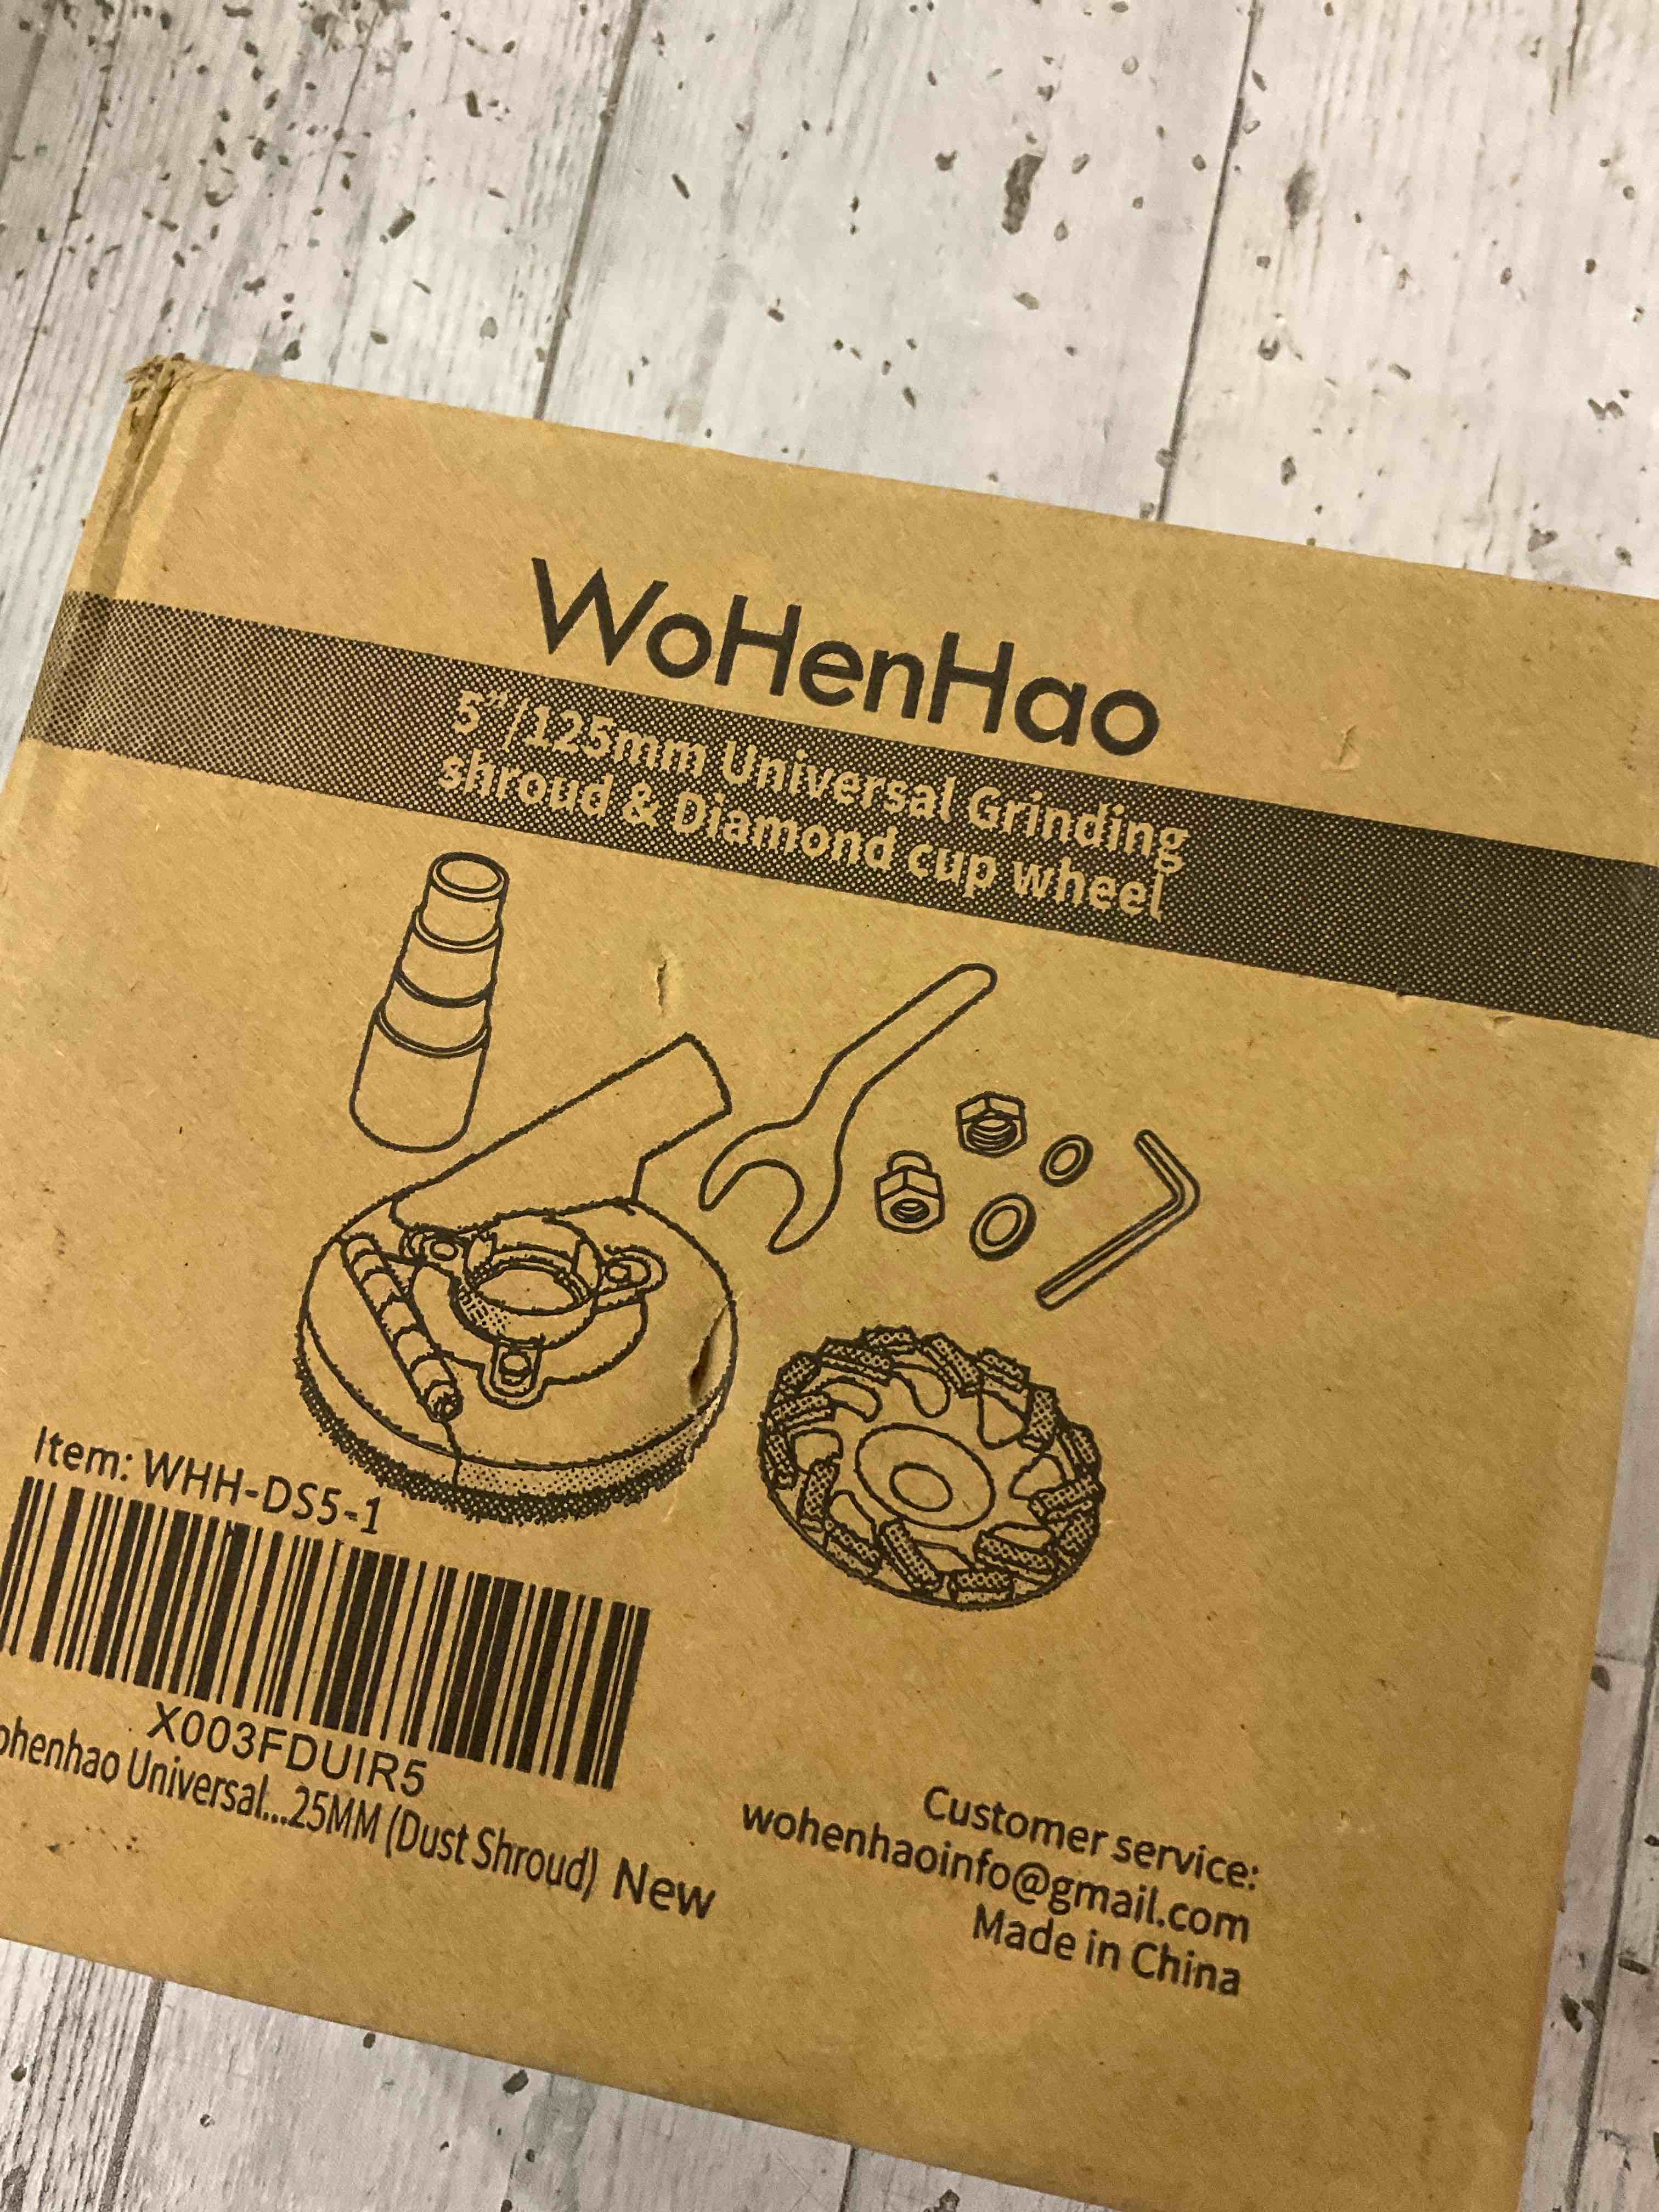 WoHenHao
5"/125mm Universal Grinding
shroud & Diamond cup wheel
Item: WHH-DS5-1
X003FDUIR5
ohenhao Universal...25MM (Dust Shroud) New
Customer service:
wohenhaoinfo@gmail.com
Made in China